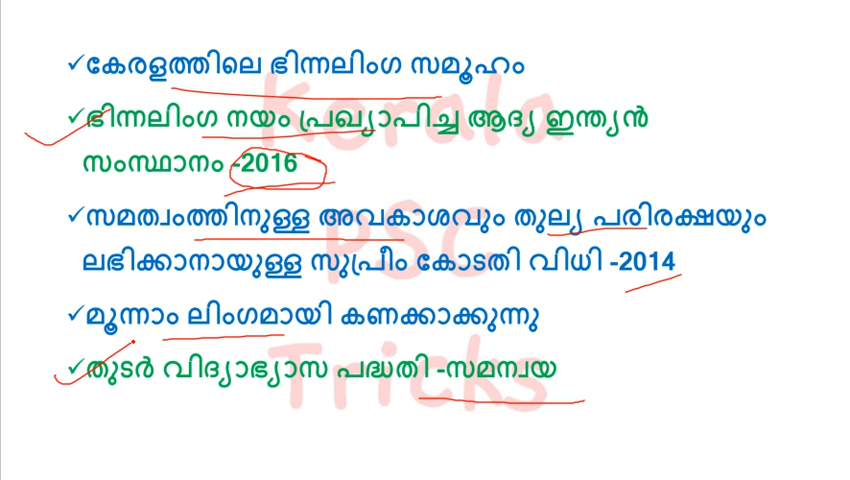 ✓കേരളത്തിലെ ഭിന്നലിംഗ സമൂഹം
✓ഭിന്നലിംഗ നയം പ്രഖ്യാപിച്ച ആദ്യ ഇന്ത്യൻ
സംസ്ഥാനം -2016
✓സമത്വംത്തിനുള്ള അവകാശവും തുല്യ പരിരക്ഷയും
ലഭിക്കാനായുള്ള സുപ്രീം കോടതി വിധി -2014
✓മൂന്നാം ലിംഗമായി കണക്കാക്കുന്നു
✓തുടർ വിദ്യാഭ്യാസ പദ്ധതി -സമന്വയ
Kerala
PSC
Tricks